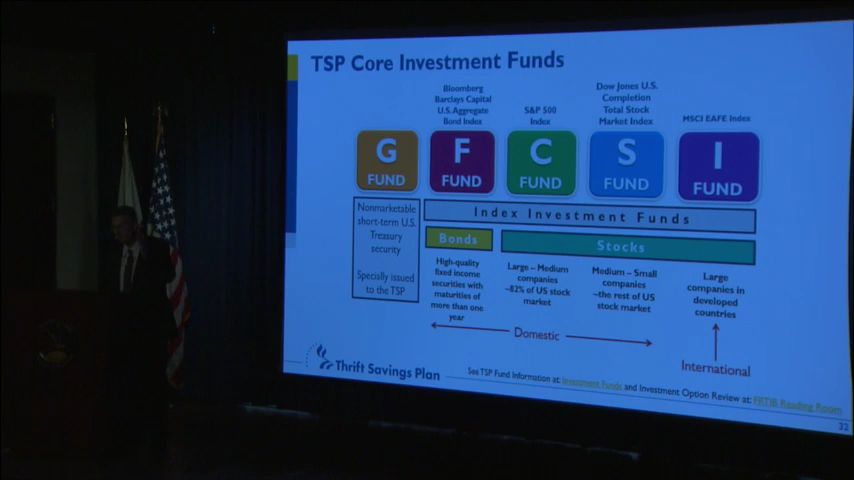 TSP Core Investment Funds
Bloomberg
Barclays Capital
U.S. Aggregate
Bond Index
S&P 500
Index
Dow Jones U.S.
Completion
Total Stock
Market Index
MSCI EAFE Index
G
FUND
F
FUND
C
FUND
S
FUND
I
FUND
Nonmarketable
short-term U.S.
Treasury
security
Specially issued
to the TSP
Index Investment Funds
Bonds
Stocks
High-quality
fixed income
securities with
maturities of
more than one
year
Large – Medium
companies
~82% of US stock
market
Medium – Small
companies
~the rest of US
stock market
Large
companies in
developed
countries
Domestic
International
Thrift Savings Plan
See TSP Fund Information at: Investment Funds and Investment Option Review at: FRTIB Reading Room
32